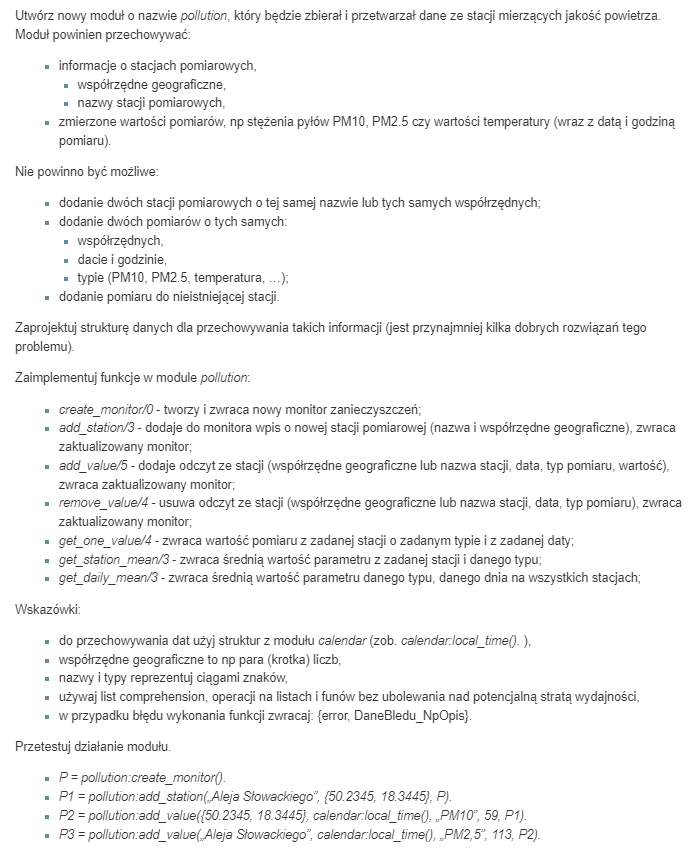 Utwórz nowy moduł o nazwie pollution, który będzie zbierał i przetwarzał dane ze stacji mierzących jakość powietrza.
Moduł powinien przechowywać:
informacje o stacjach pomiarowych,
współrzędne geograficzne,
nazwy stacji pomiarowych,
zmierzone wartości pomiarów, np stężenia pyłów PM10, PM2.5 czy wartości temperatury (wraz z datą i godziną
pomiaru).
Nie powinno być możliwe:
dodanie dwóch stacji pomiarowych o tej samej nazwie lub tych samych współrzędnych;
dodanie dwóch pomiarów o tych samych:
współrzędnych,
dacie i godzinie,
typie (PM10, PM2.5, temperatura, …);
dodanie pomiaru do nieistniejącej stacji.
Zaprojektuj strukturę danych dla przechowywania takich informacji (jest przynajmniej kilka dobrych rozwiązań tego
problemu).
Zaimplementuj funkcje w module pollution:
create_monitor/0 - tworzy i zwraca nowy monitor zanieczyszczeń;
add_station/3 - dodaje do monitora wpis o nowej stacji pomiarowej (nazwa i współrzędne geograficzne), zwraca
zaktualizowany monitor;
add_value/5 - dodaje odczyt ze stacji (współrzędne geograficzne lub nazwa stacji, data, typ pomiaru, wartość),
zwraca zaktualizowany monitor;
remove_value/4 - usuwa odczyt ze stacji (współrzędne geograficzne lub nazwa stacji, data, typ pomiaru), zwraca
zaktualizowany monitor;
get_one_value/4 - zwraca wartość pomiaru z zadanej stacji o zadanym typie i z zadanej daty;
get_station_mean/3 - zwraca średnią wartość parametru z zadanej stacji i danego typu;
get_daily_mean/3 - zwraca średnią wartość parametru danego typu, danego dnia na wszystkich stacjach;
Wskazówki:
do przechowywania dat użyj struktur z modułu calendar (zob. calendar:local_time(). ),
współrzędne geograficzne to np para (krotka) liczb,
nazwy i typy reprezentuj ciągami znaków,
używaj list comprehension, operacji na listach i funów bez ubolewania nad potencjalną stratą wydajności,
w przypadku błędu wykonania funkcji zwracaj: {error, DaneBledu_NpOpis}.
Przetestuj działanie modułu.
P = pollution:create_monitor().
P1 = pollution:add_station(„Aleja Słowackiego”, {50.2345, 18.3445}, P).
P2 = pollution:add_value({50.2345, 18.3445}, calendar:local_time(), „PM10”, 59, P1).
P3 = pollution:add_value(„Aleja Słowackiego”, calendar:local_time(), „PM2,5”, 113, P2).